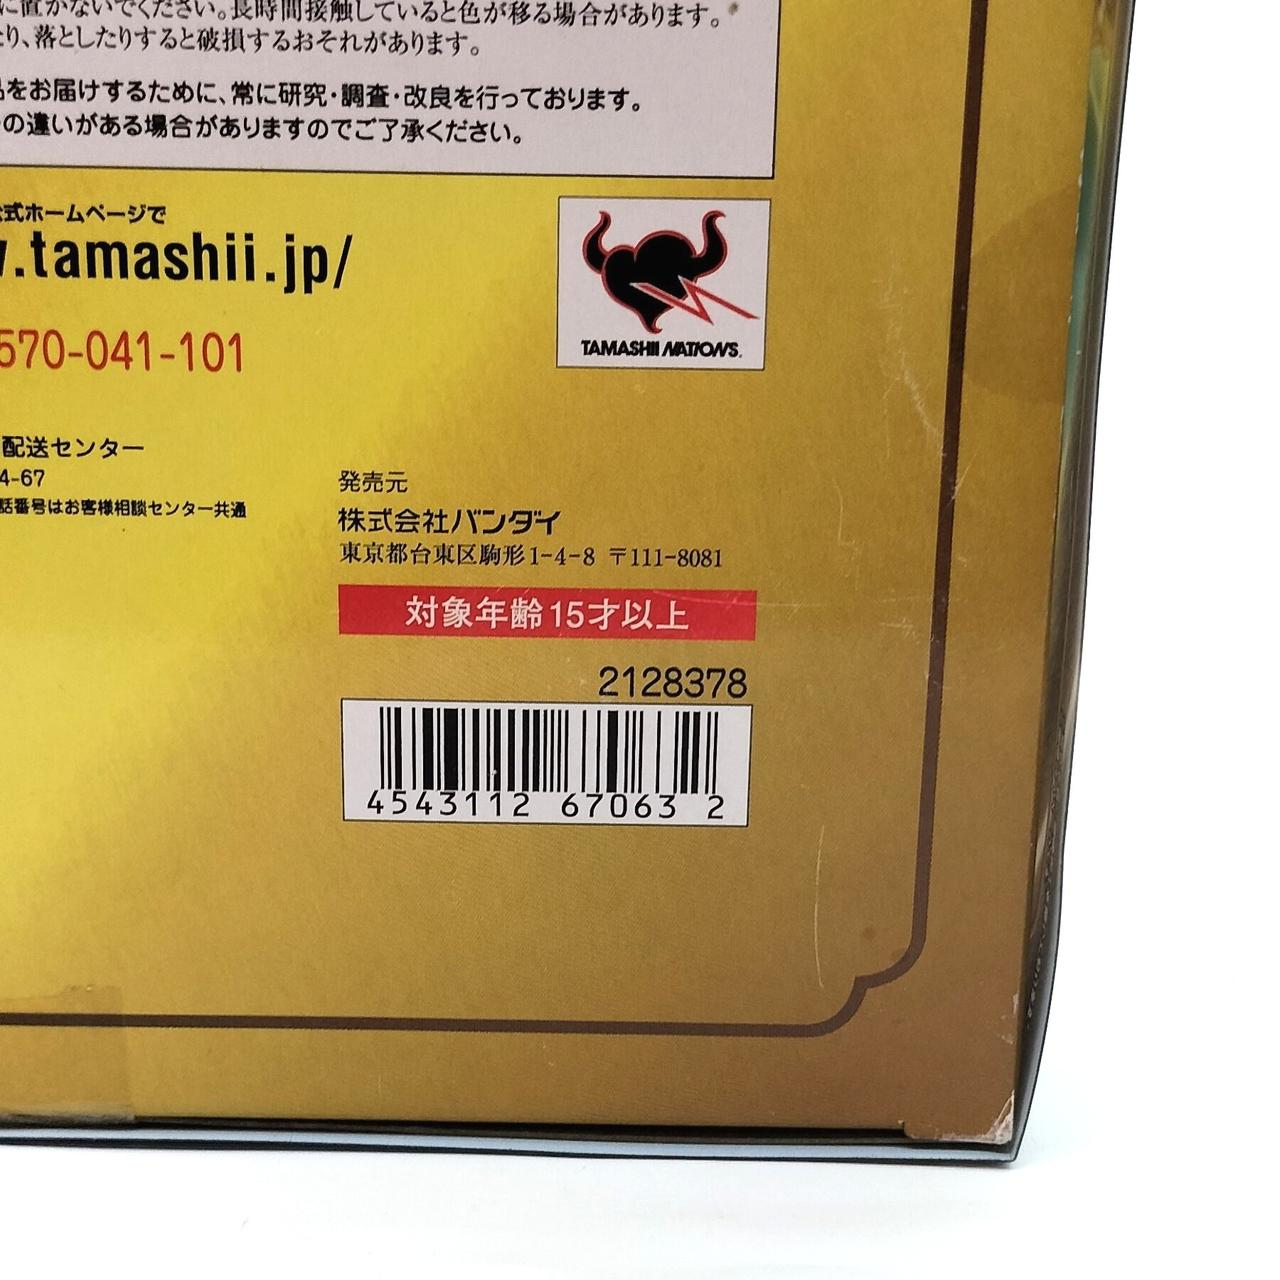 に置かないでください。長時間接触していると色が移る場合があります。
たり、落としたりすると破損するおそれがあります。
品をお届けするために、常に研究・調査・改良を行っております。
の違いがある場合がありますのでご了承ください。
公式ホームページで
w.tamashii.jp/
570-041-101
TAMASHII NATIONS.
配送センター
4-67
話番号はお客様相談センター共通
発売元
株式会社バンダイ
東京都台東区駒形1-4-8 〒111-8081
対象年齢15才以上
2128378
4543112 67063 2